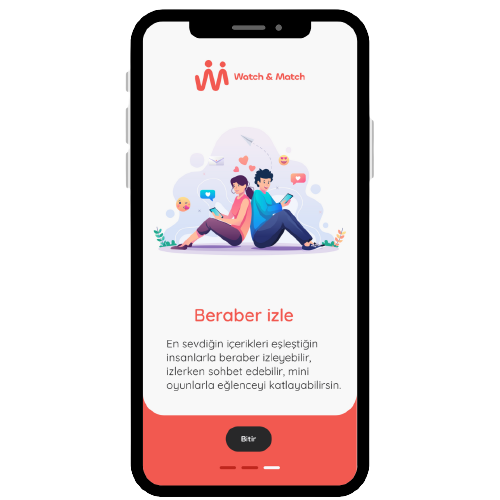 Watch & Match
Beraber izle
En sevdiğin içerikleri eşleştiğin
insanlarla beraber izleyebilir,
izlerken sohbet edebilir, mini
oyunlarla eğlenceyi katlayabilirsin.
Bitir